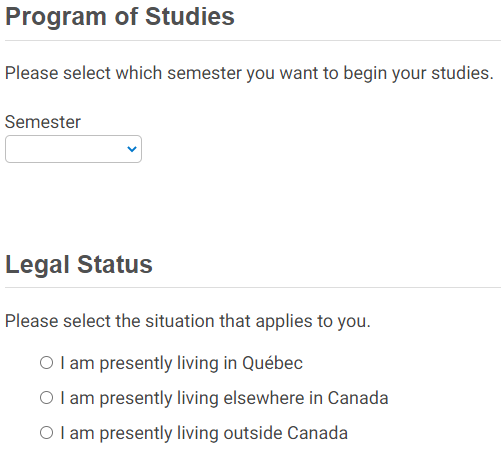 Program of Studies
Please select which semester you want to begin your studies.
Semester
Legal Status
Please select the situation that applies to you.
I am presently living in Québec
I am presently living elsewhere in Canada
I am presently living outside Canada